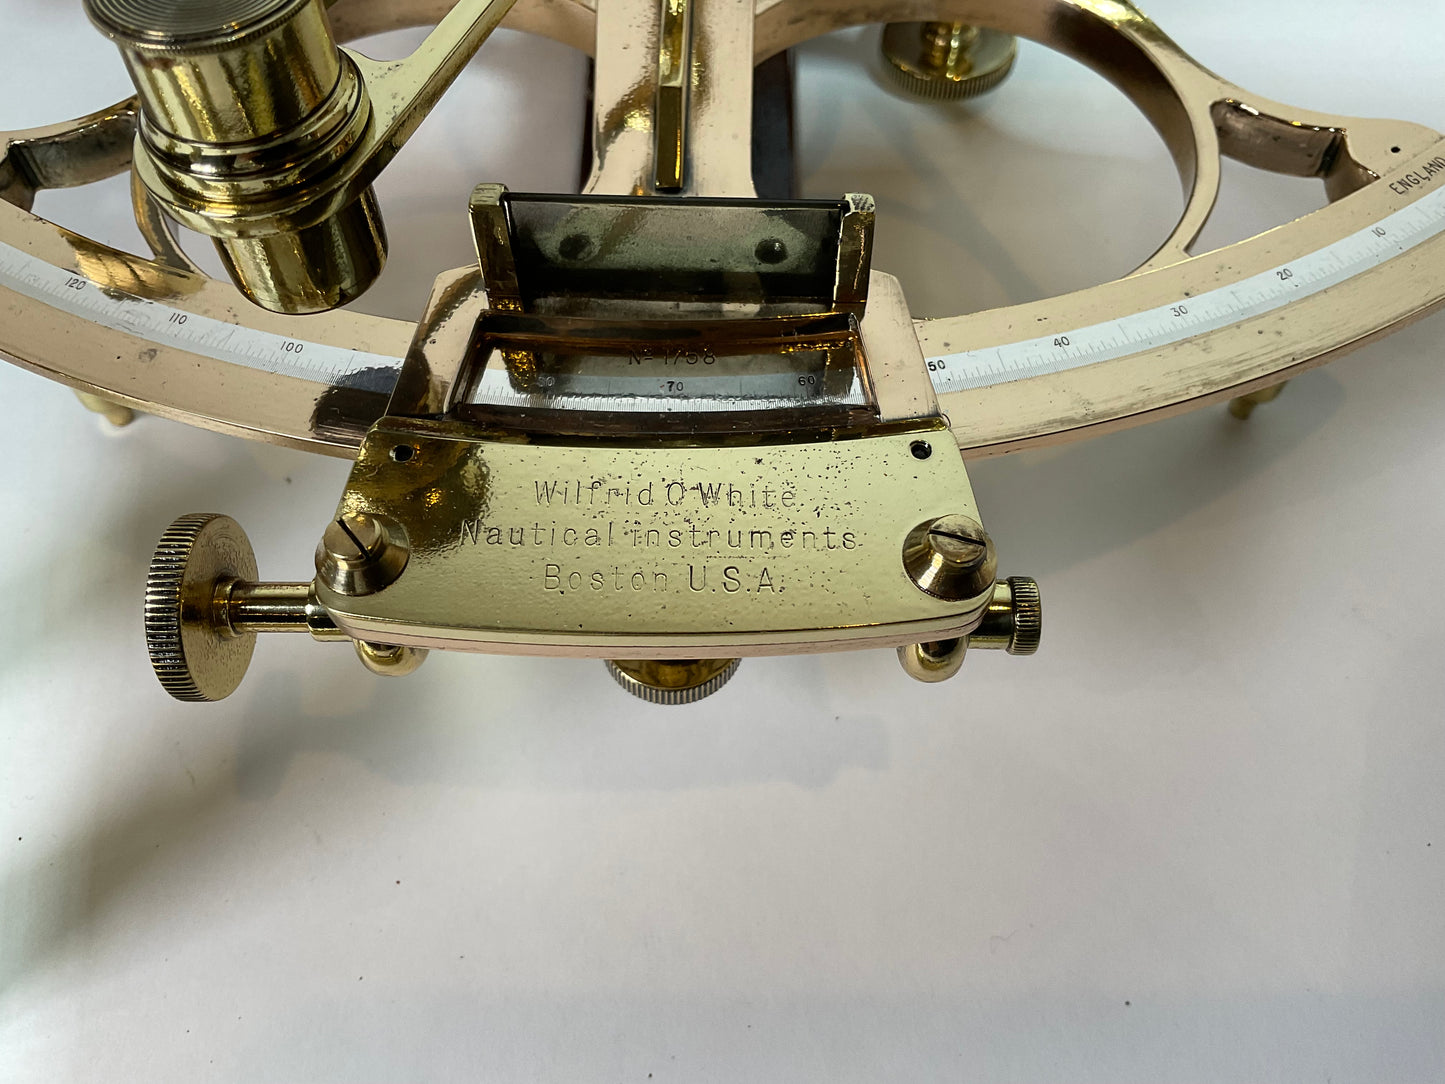 ENGLAND
120 110 100 50 40 30 20 10
Nº 1758
70 60
Wilfrid O White
Nautical instruments
Boston. U.S.A.